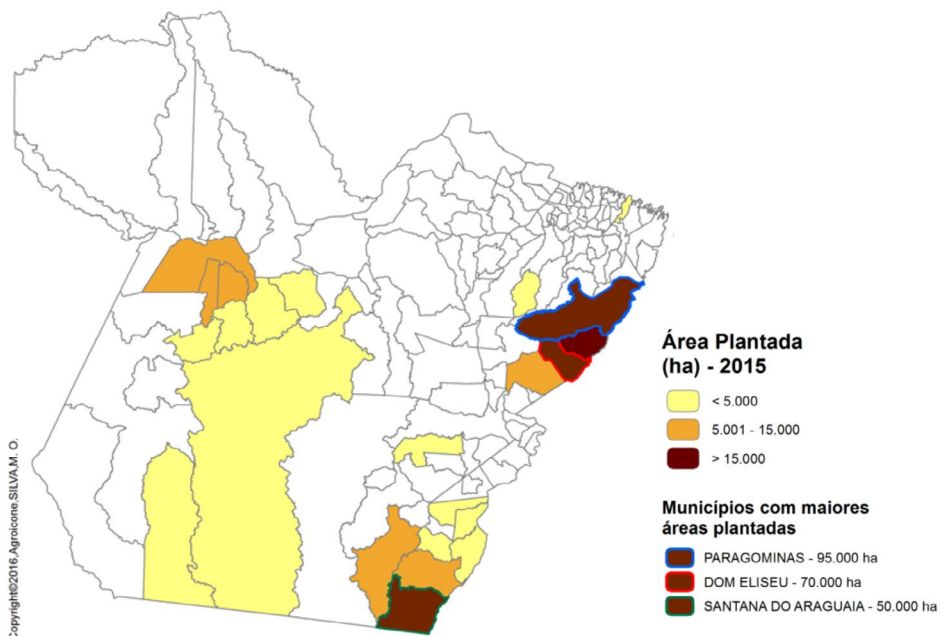 Área Plantada
(ha) - 2015
< 5.000
5.001 - 15.000
> 15.000
Municípios com maiores
áreas plantadas
PARAGOMINAS - 95.000 ha
DOM ELISEU - 70.000 ha
SANTANA DO ARAGUAIA - 50.000 ha
Copyright©2016,Agroicone,SILVA,M. O.